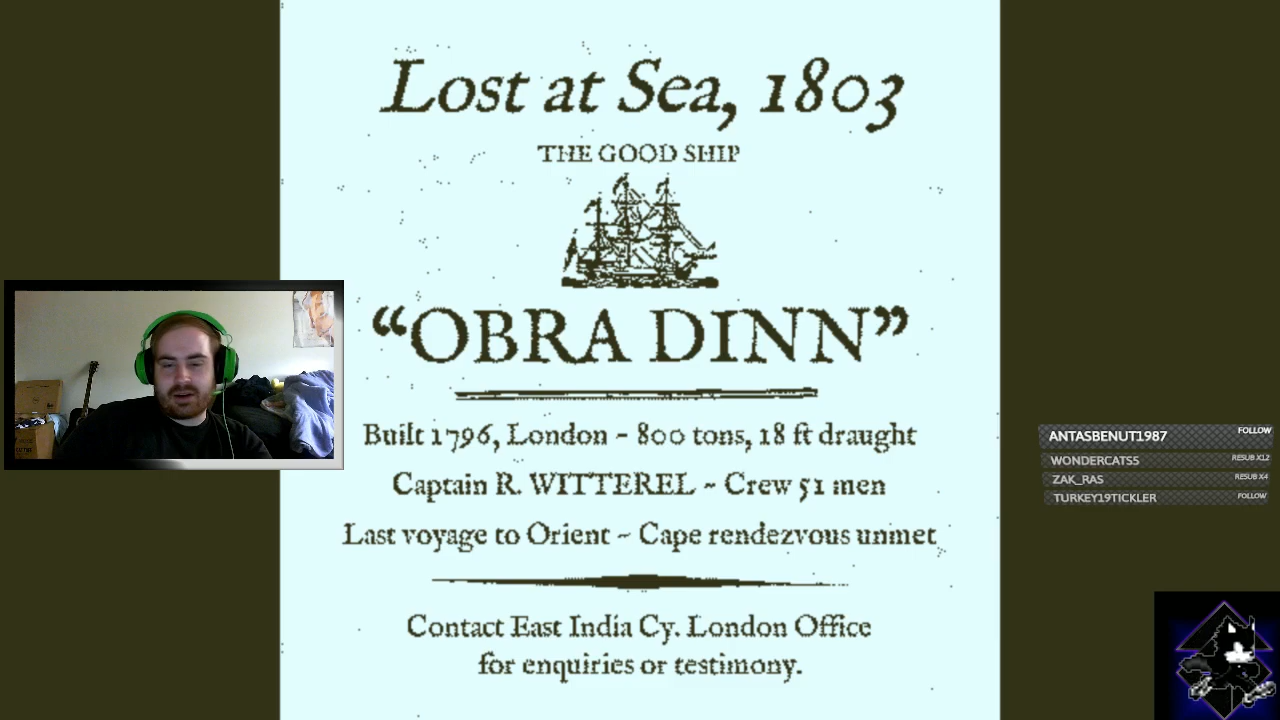 Lost at Sea, 1803
THE GOOD SHIP
“OBRA DINN”
Built 1796, London ~ 800 tons, 18 ft draught
Captain R. WITTEREL ~ Crew 51 men
Last voyage to Orient ~ Cape rendezvous unmet
Contact East India Cy. London Office
for enquiries or testimony.
ANTASBENUT1987 FOLLOW
WONDERCATS5 RESUB X12
ZAK_RAS RESUB X4
TURKEY19TICKLER FOLLOW